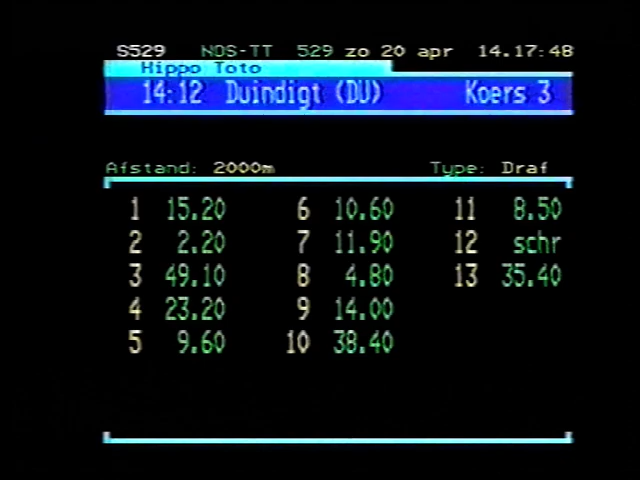 S529 NOS-TT 529 zo 20 apr 14.17:48
Hippo Toto
14:12 Duindigt (DU) Koers 3
Afstand: 2000m Type: Draf
1 15.20 6 10.60 11 8.50
2 2.20 7 11.90 12 schr
3 49.10 8 4.80 13 35.40
4 23.20 9 14.00
5 9.60 10 38.40